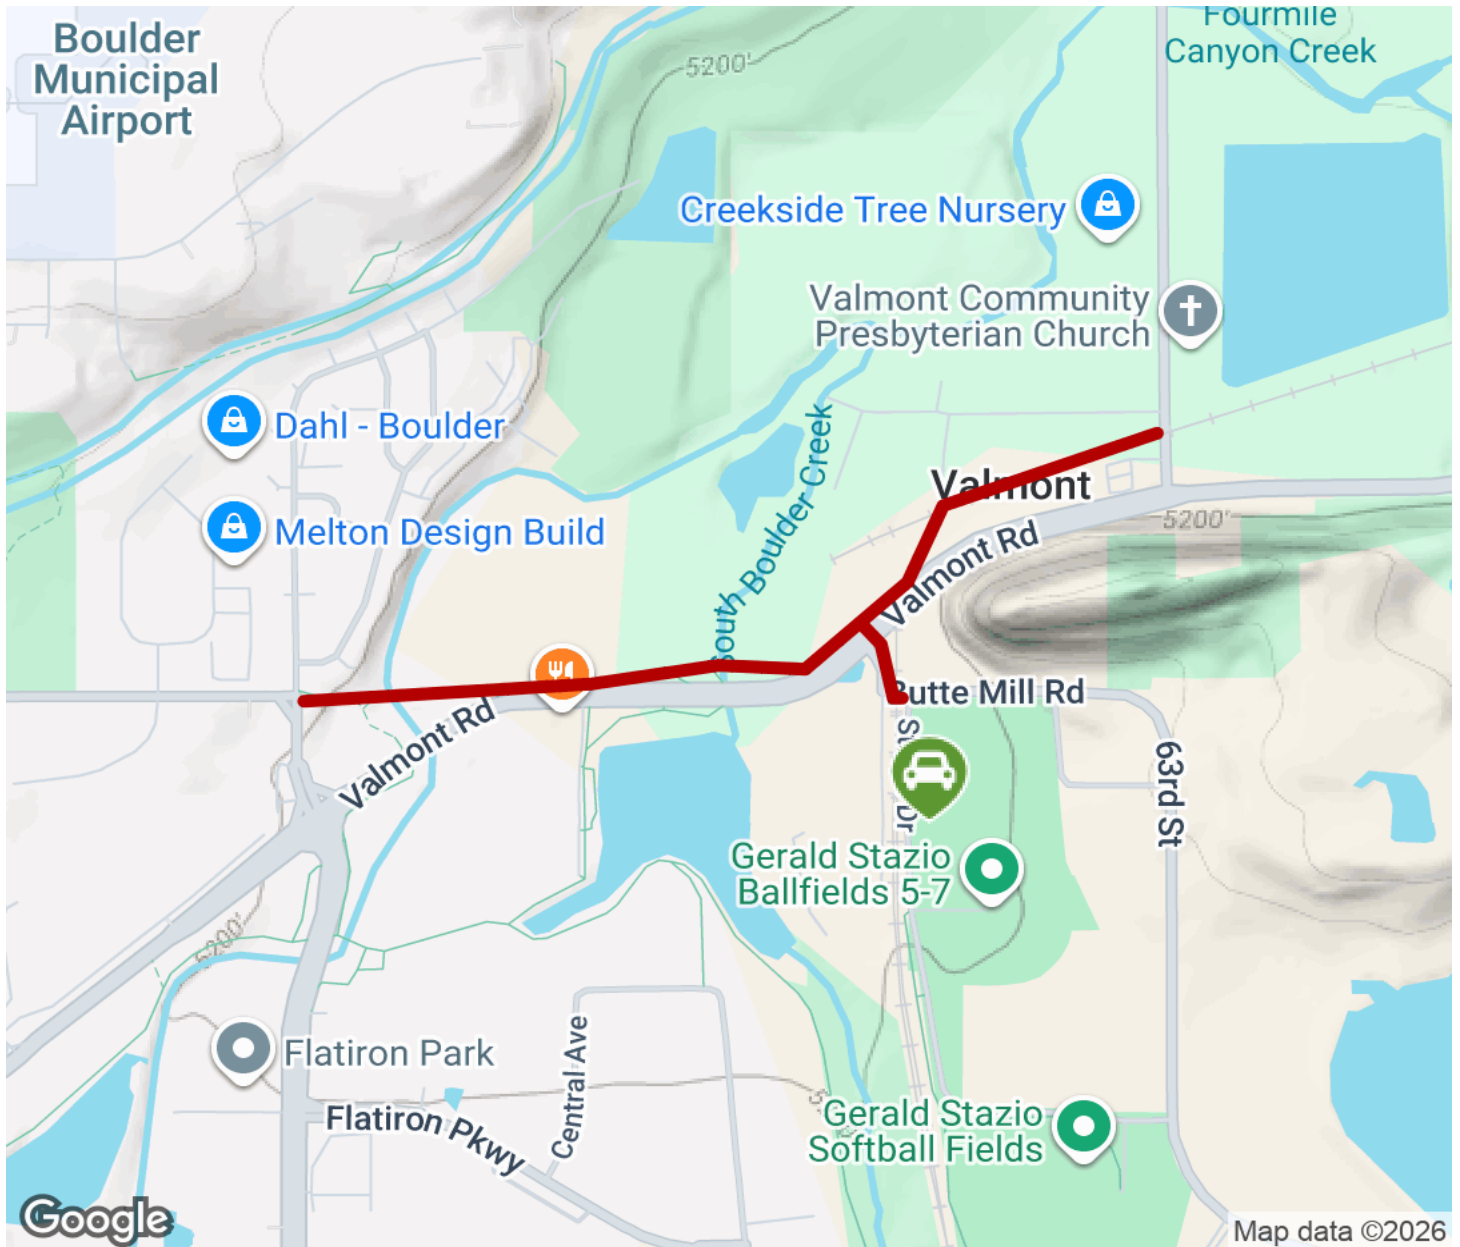 Boulder
Municipal
Airport
Fourmile
Canyon Creek
5200'
Creekside Tree Nursery
Valmont Community
Presbyterian Church
Dahl - Boulder
South Boulder Creek
Valmont
Melton Design Build
5200'
Valmont Rd
Butte Mill Rd
Valmont Rd
63rd St
Dr
Gerald Stazio
Ballfields 5-7
5200'
Flatiron Park
Central Ave
Flatiron Pkwy
Gerald Stazio
Softball Fields
Google
Map data ©2026